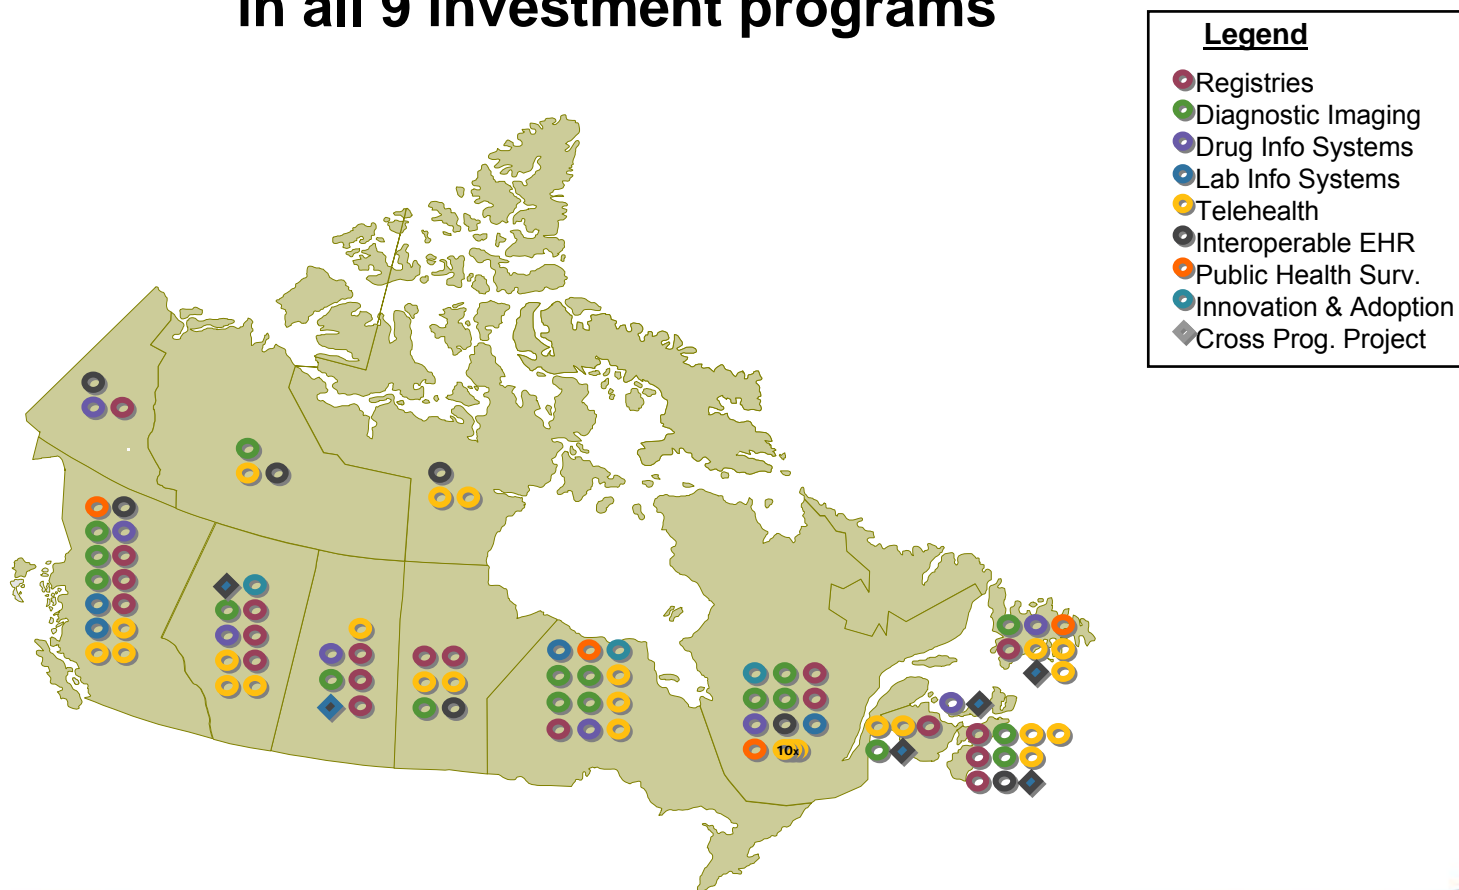 in all 9 investment programs
Legend
Registries
Diagnostic Imaging
Drug Info Systems
Lab Info Systems
Telehealth
Interoperable EHR
Public Health Surv.
Innovation & Adoption
Cross Prog. Project
10x